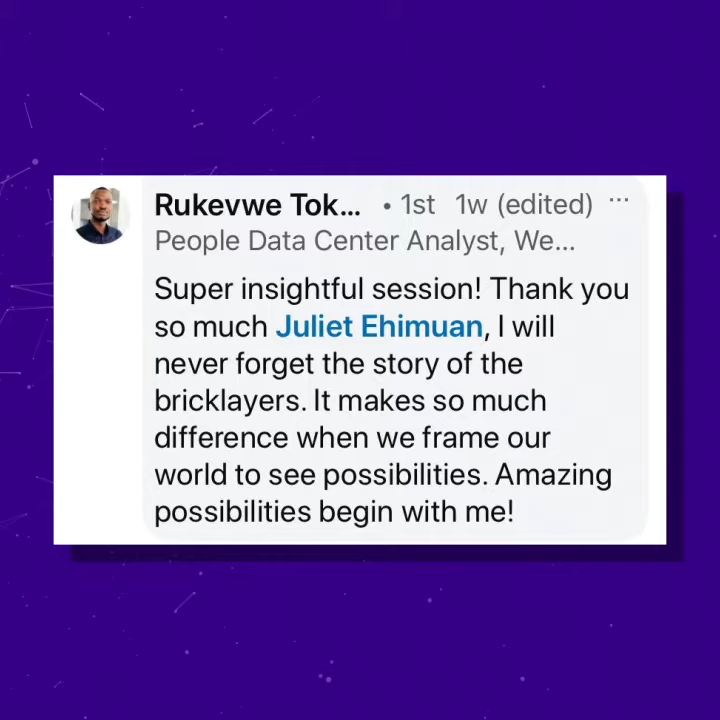 Rukevwe Tok... • 1st 1w (edited) ...
People Data Center Analyst, We...
Super insightful session! Thank you
so much Juliet Ehimuan, I will
never forget the story of the
bricklayers. It makes so much
difference when we frame our
world to see possibilities. Amazing
possibilities begin with me!